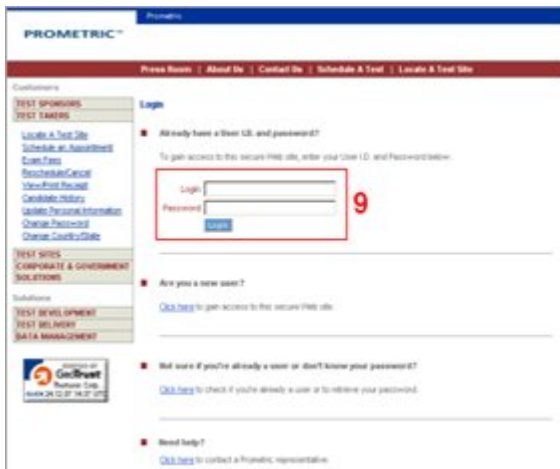 Prometric
PROMETRIC™
Press Room | About Us | Contact Us | Schedule A Test | Locate A Test Site
Customers
TEST SPONSORS
TEST TAKERS
Locate A Test Site
Schedule an Appointment
Exam Fees
Reschedule/Cancel
View/Print Receipt
Candidate History
Update Personal Information
Change Password
Change Country/State
TEST SITES
CORPORATE & GOVERNMENT
SOLUTIONS
Solutions
TEST DEVELOPMENT
TEST DELIVERY
DATA MANAGEMENT
GeoTrust
Login
Already have a User I.D. and password?
To gain access to this secure Web site, enter your User I.D. and Password below.
Login
Password
Login
9
Are you a new user?
Click here to gain access to this secure Web site.
Not sure if you're already a user or don't know your password?
Click here to check if you're already a user or to retrieve your password.
Need help?
Click here to contact a Prometric representative.